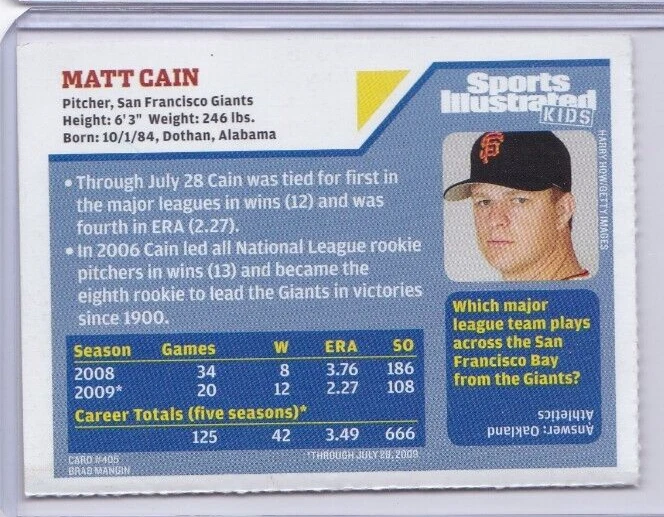 MATT CAIN
Pitcher, San Francisco Giants
Height: 6'3" Weight: 246 lbs.
Born: 10/1/84, Dothan, Alabama
Sports
Illustrated
KIDS
HARRY HOW/GETTY IMAGES
SF
• Through July 28 Cain was tied for first in
the major leagues in wins (12) and was
fourth in ERA (2.27).
• In 2006 Cain led all National League rookie
pitchers in wins (13) and became the
eighth rookie to lead the Giants in victories
since 1900.
Season Games W ERA SO
2008 34 8 3.76 186
2009* 20 12 2.27 108
Career Totals (five seasons)*
125 42 3.49 666
CARD #405
BRAD MANGIN
*THROUGH JULY 28, 2009
Which major
league team plays
across the San
Francisco Bay
from the Giants?
Answer: Oakland
Athletics